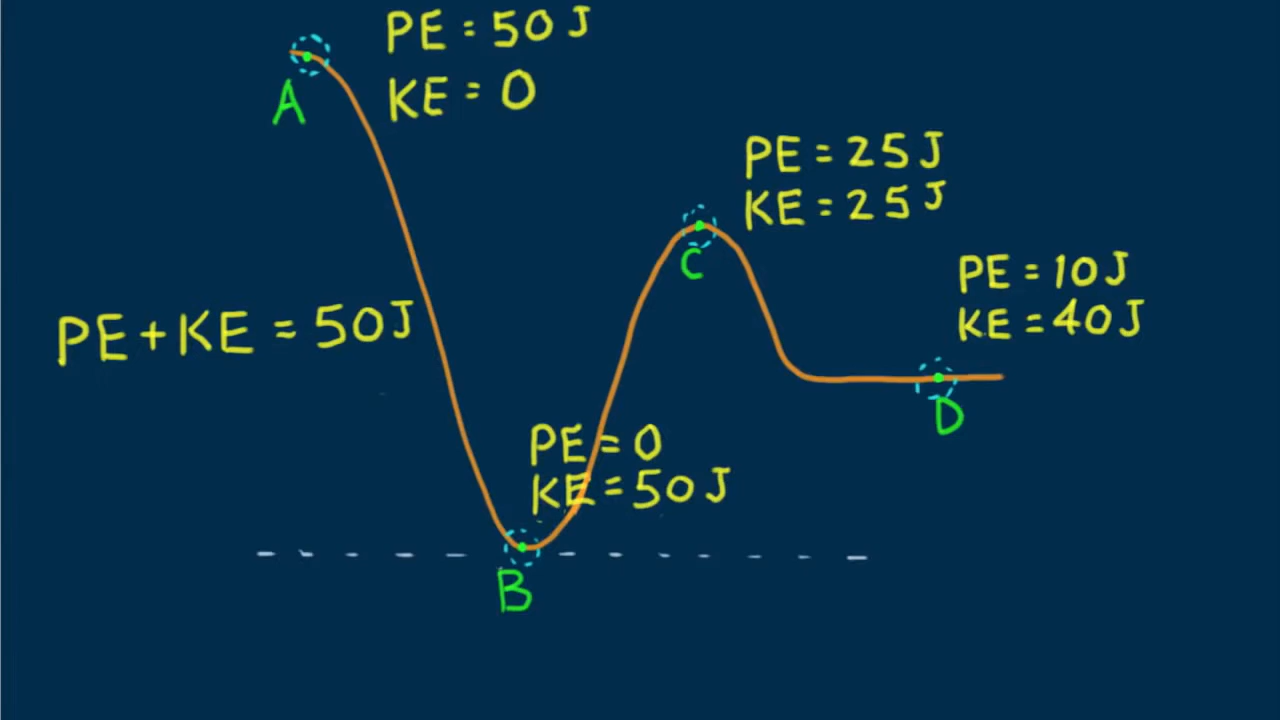 PE = 50 J
KE = 0
A
PE = 25 J
KE = 25 J
C
PE = 10 J
KE = 40 J
D
PE + KE = 50 J
PE = 0
KE = 50 J
B